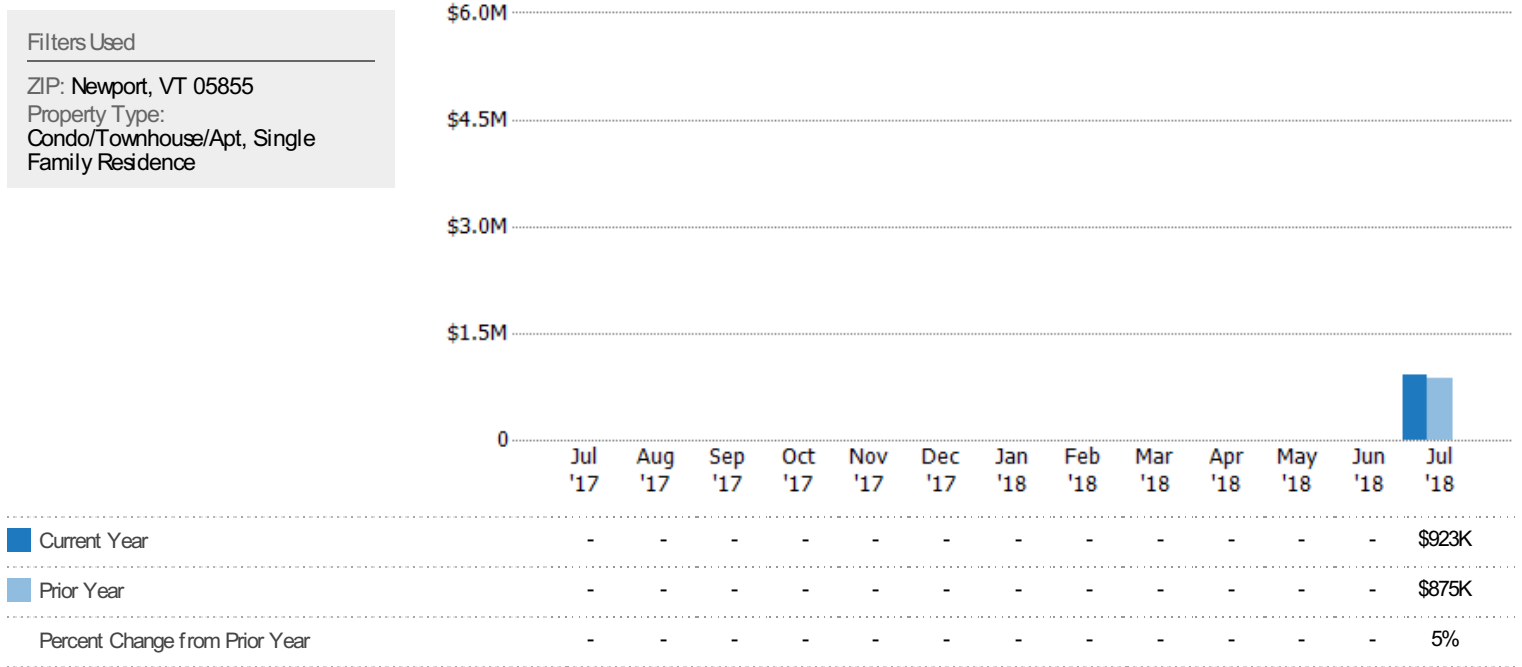 Filters Used
ZIP: Newport, VT 05855
Property Type:
Condo/Townhouse/Apt, Single
Family Residence
$6.0M
$4.5M
$3.0M
$1.5M
0
Jul Aug Sep Oct Nov Dec Jan Feb Mar Apr May Jun Jul
'17 '17 '17 '17 '17 '17 '18 '18 '18 '18 '18 '18 '18
Current Year - - - - - - - - - - - - $923K
Prior Year - - - - - - - - - - - - $875K
Percent Change from Prior Year - - - - - - - - - - - - 5%